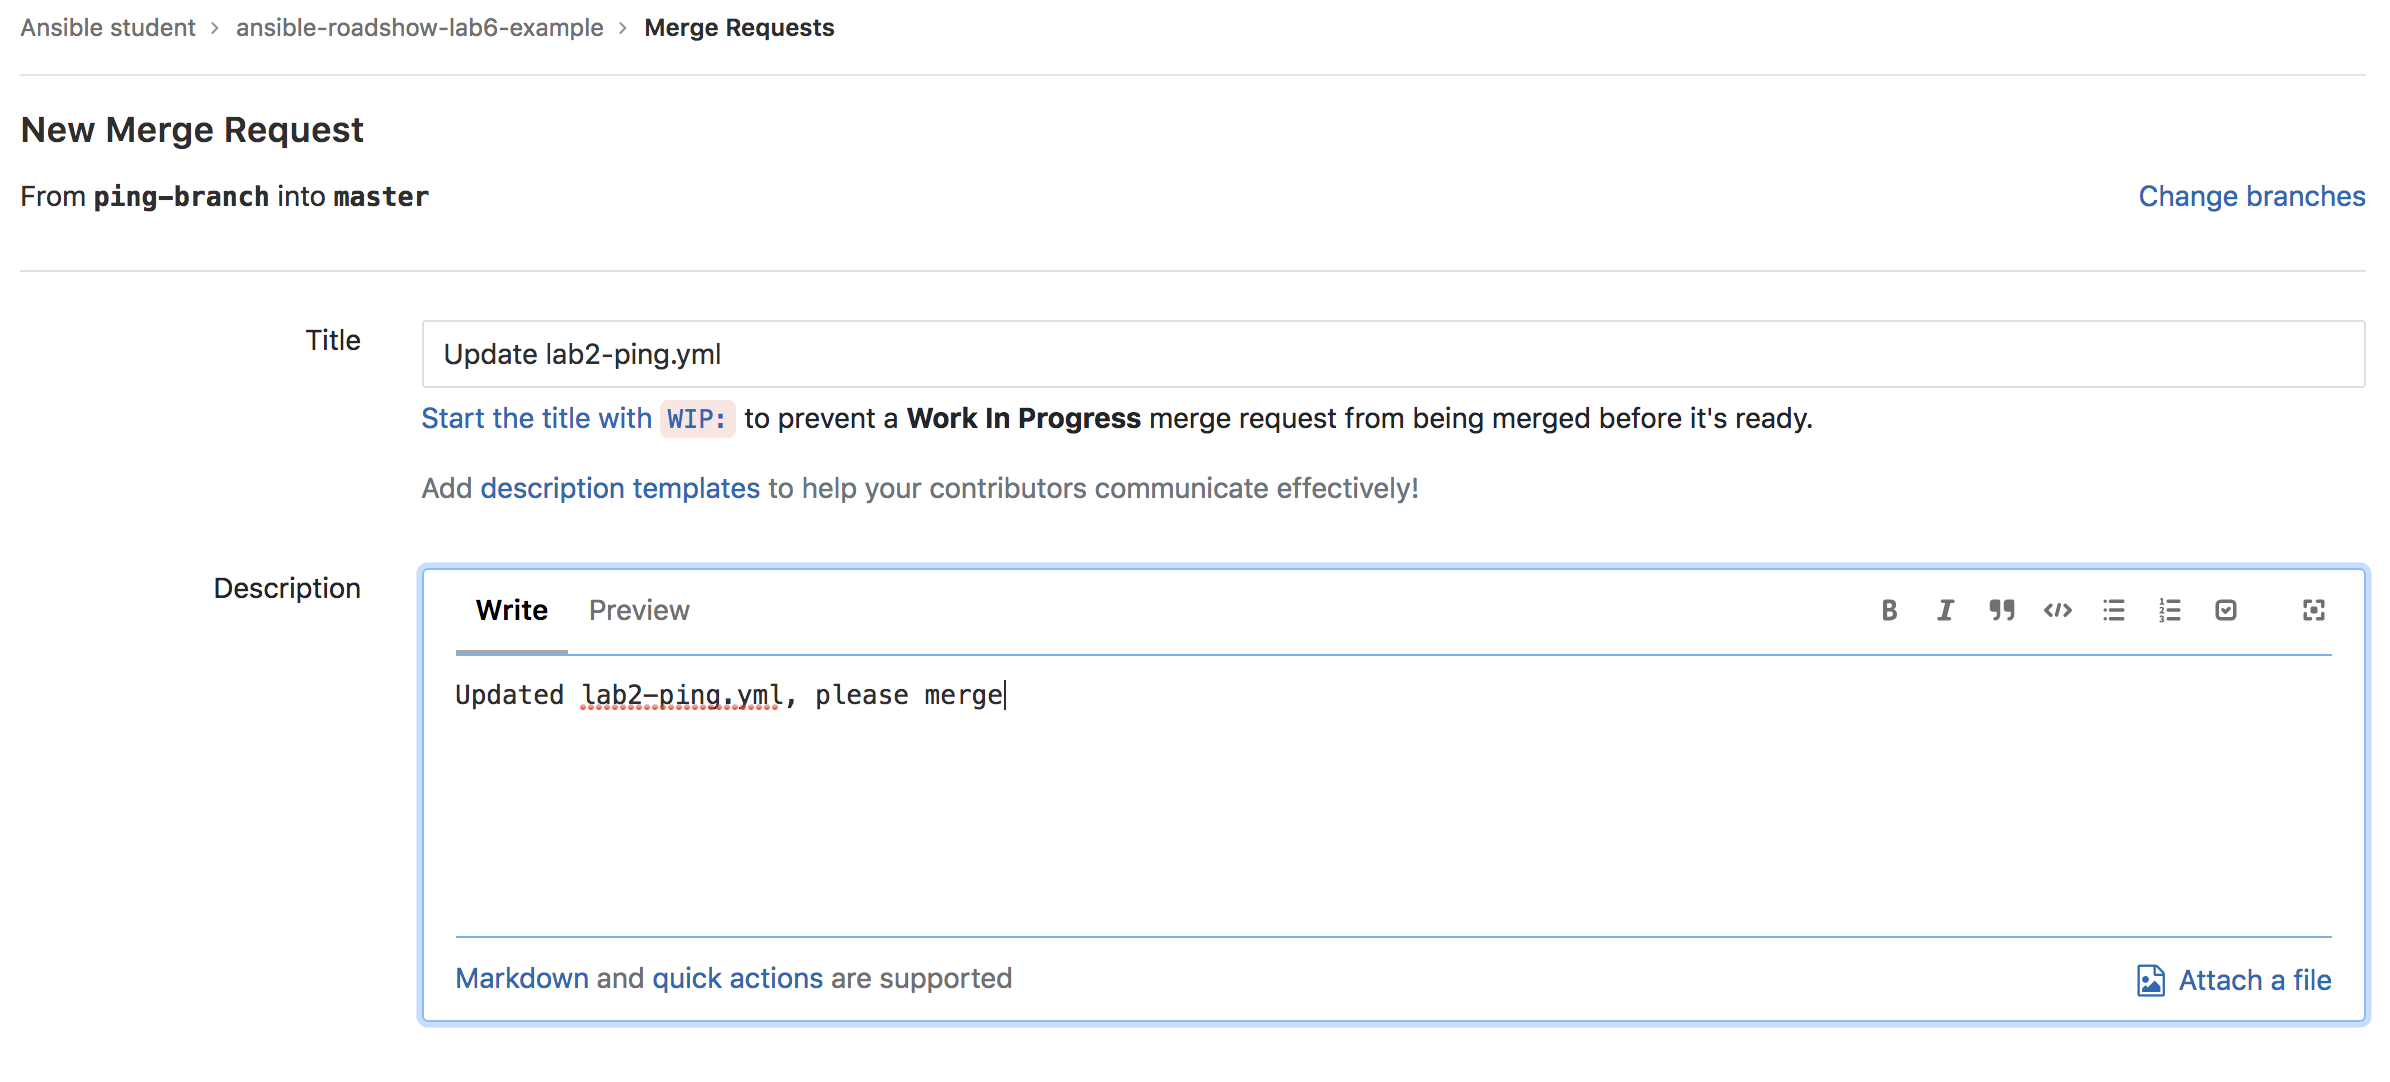 Ansible student › ansible-roadshow-lab6-example › Merge Requests
New Merge Request
From ping-branch into master
Change branches
Title
Update lab2-ping.yml
Start the title with WIP: to prevent a Work In Progress merge request from being merged before it's ready.
Add description templates to help your contributors communicate effectively!
Description
Write Preview
Updated lab2-ping.yml, please merge
Markdown and quick actions are supported
Attach a file